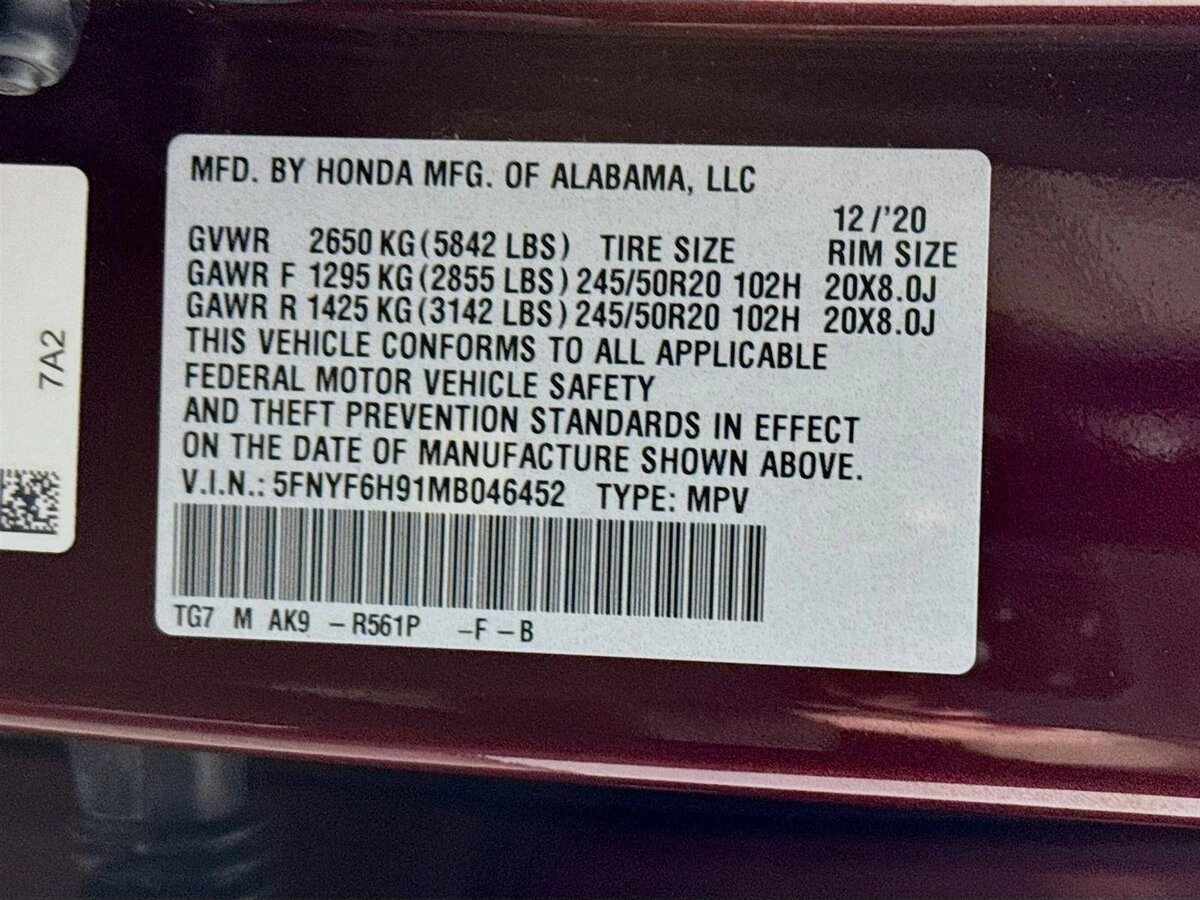 MFD. BY HONDA MFG. OF ALABAMA, LLC
12/'20
GVWR 2650 KG (5842 LBS) TIRE SIZE RIM SIZE
GAWR F 1295 KG (2855 LBS) 245/50R20 102H 20X8.0J
GAWR R 1425 KG (3142 LBS) 245/50R20 102H 20X8.0J
THIS VEHICLE CONFORMS TO ALL APPLICABLE
FEDERAL MOTOR VEHICLE SAFETY
AND THEFT PREVENTION STANDARDS IN EFFECT
ON THE DATE OF MANUFACTURE SHOWN ABOVE.
V.I.N.: 5FNYF6H91MB046452 TYPE: MPV
TG7 M AK9 –R561P –F –B
7A2